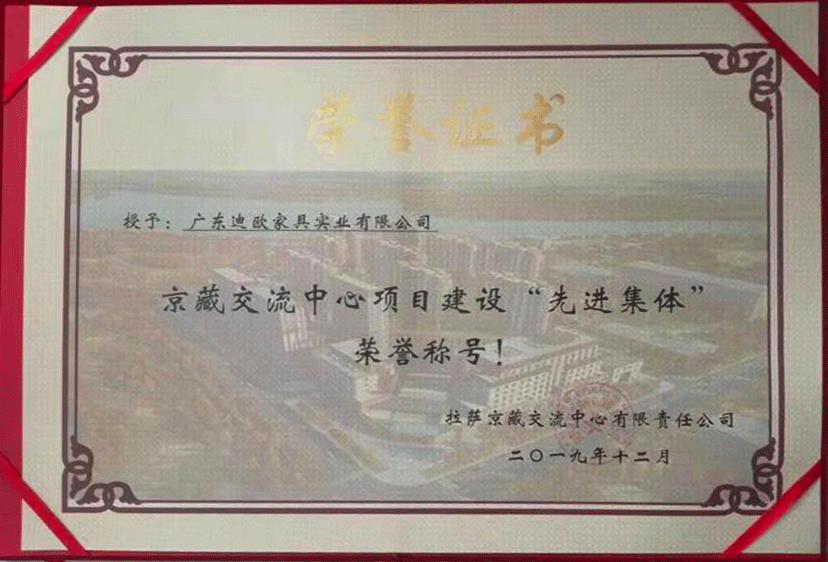 荣誉证书
授予：广东迪欧家具实业有限公司
京藏交流中心项目建设“先进集体”
荣誉称号！
拉萨京藏交流中心有限责任公司
二〇一九年十二月